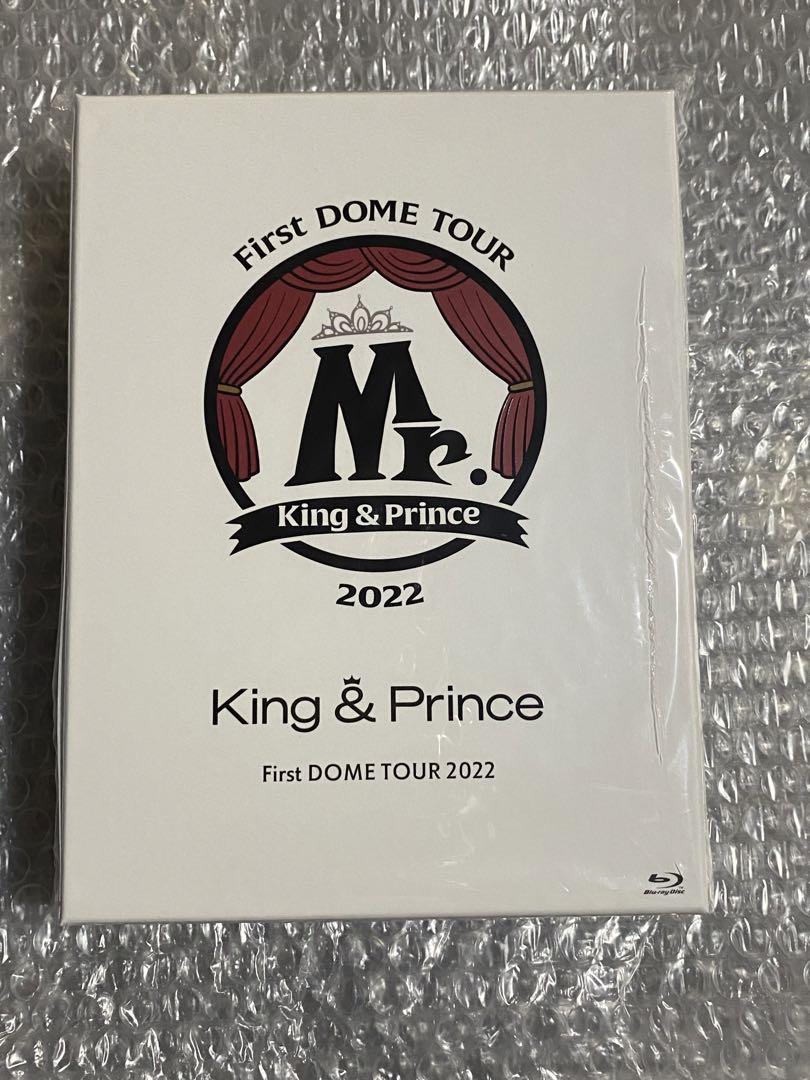 First DOME TOUR
Mr.
King & Prince
2022
King & Prince
First DOME TOUR 2022
Blu-ray Disc